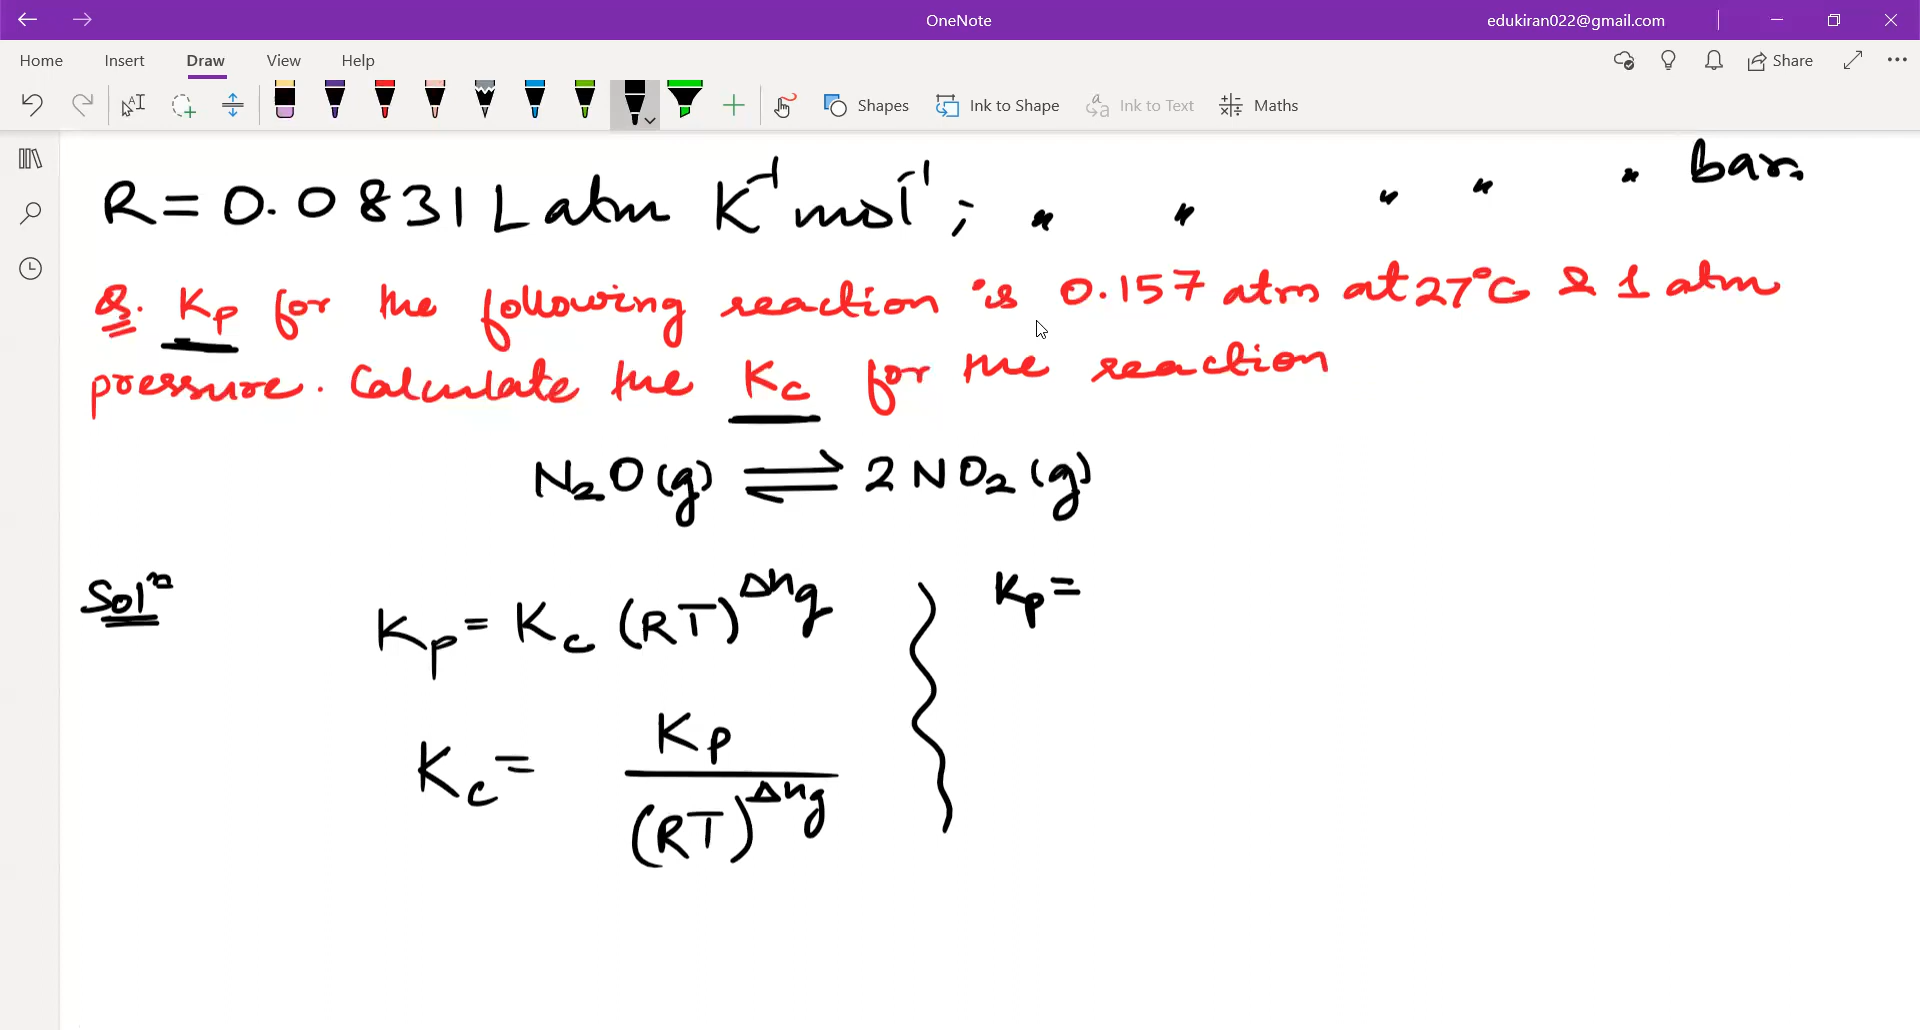 OneNote
edukiran022@gmail.com
Home Insert Draw View Help
Share
Shapes Ink to Shape Ink to Text Maths
R = 0.0831 L atm K⁻¹ mol⁻¹ ; " " " " " bar.
Q. Kp for the following reaction is 0.157 atm at 27°C & 1 atm
pressure. Calculate the Kc for the reaction
N₂O(g) ⇌ 2NO₂(g)
Solⁿ
Kp = Kc (RT)^Δng
Kp =
Kc = Kp / (RT)^Δng